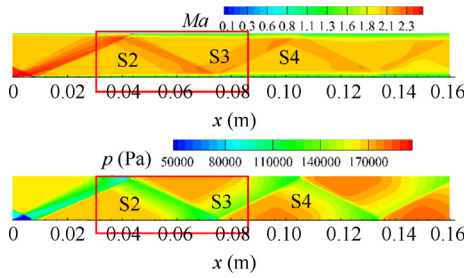 Ma
0.1 0.3 0.6 0.8 1.1 1.3 1.6 1.8 2.1 2.3
S2 S3 S4
0 0.02 0.04 0.06 0.08 0.10 0.12 0.14 0.16
x (m)
p (Pa)
50000 80000 110000 140000 170000
S2 S3 S4
0 0.02 0.04 0.06 0.08 0.10 0.12 0.14 0.16
x (m)